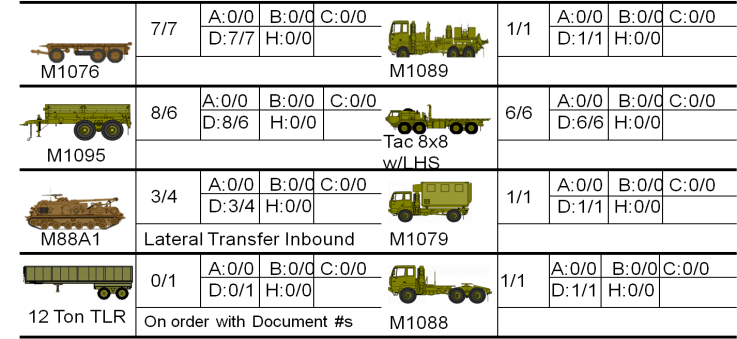 7/7 A:0/0 B:0/0 C:0/0
D:7/7 H:0/0
M1076
1/1 A:0/0 B:0/0 C:0/0
D:1/1 H:0/0
M1089
8/6 A:0/0 B:0/0 C:0/0
D:8/6 H:0/0
M1095
6/6 A:0/0 B:0/0 C:0/0
D:6/6 H:0/0
Tac 8x8
w/LHS
3/4 A:0/0 B:0/0 C:0/0
D:3/4 H:0/0
M88A1 Lateral Transfer Inbound
1/1 A:0/0 B:0/0 C:0/0
D:1/1 H:0/0
M1079
0/1 A:0/0 B:0/0 C:0/0
D:0/1 H:0/0
12 Ton TLR On order with Document #s
1/1 A:0/0 B:0/0 C:0/0
D:1/1 H:0/0
M1088